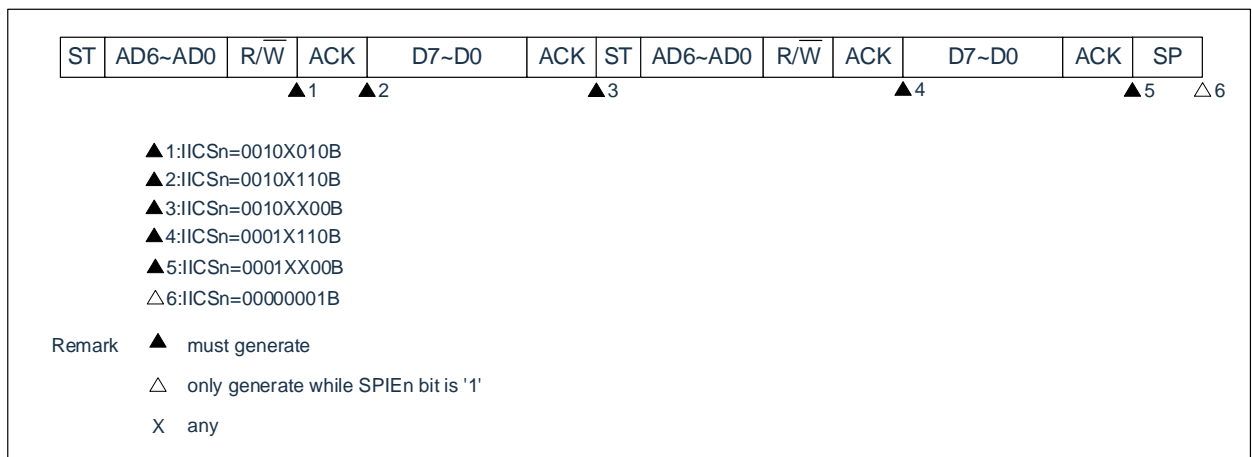 ST AD6~AD0 R/W̅ ACK D7~D0 ACK ST AD6~AD0 R/W̅ ACK D7~D0 ACK SP
▲1 ▲2 ▲3 ▲4 ▲5 △6
▲1:IICSn=0010X010B
▲2:IICSn=0010X110B
▲3:IICSn=0010XX00B
▲4:IICSn=0001X110B
▲5:IICSn=0001XX00B
△6:IICSn=00000001B
Remark ▲ must generate
△ only generate while SPIEn bit is '1'
X any